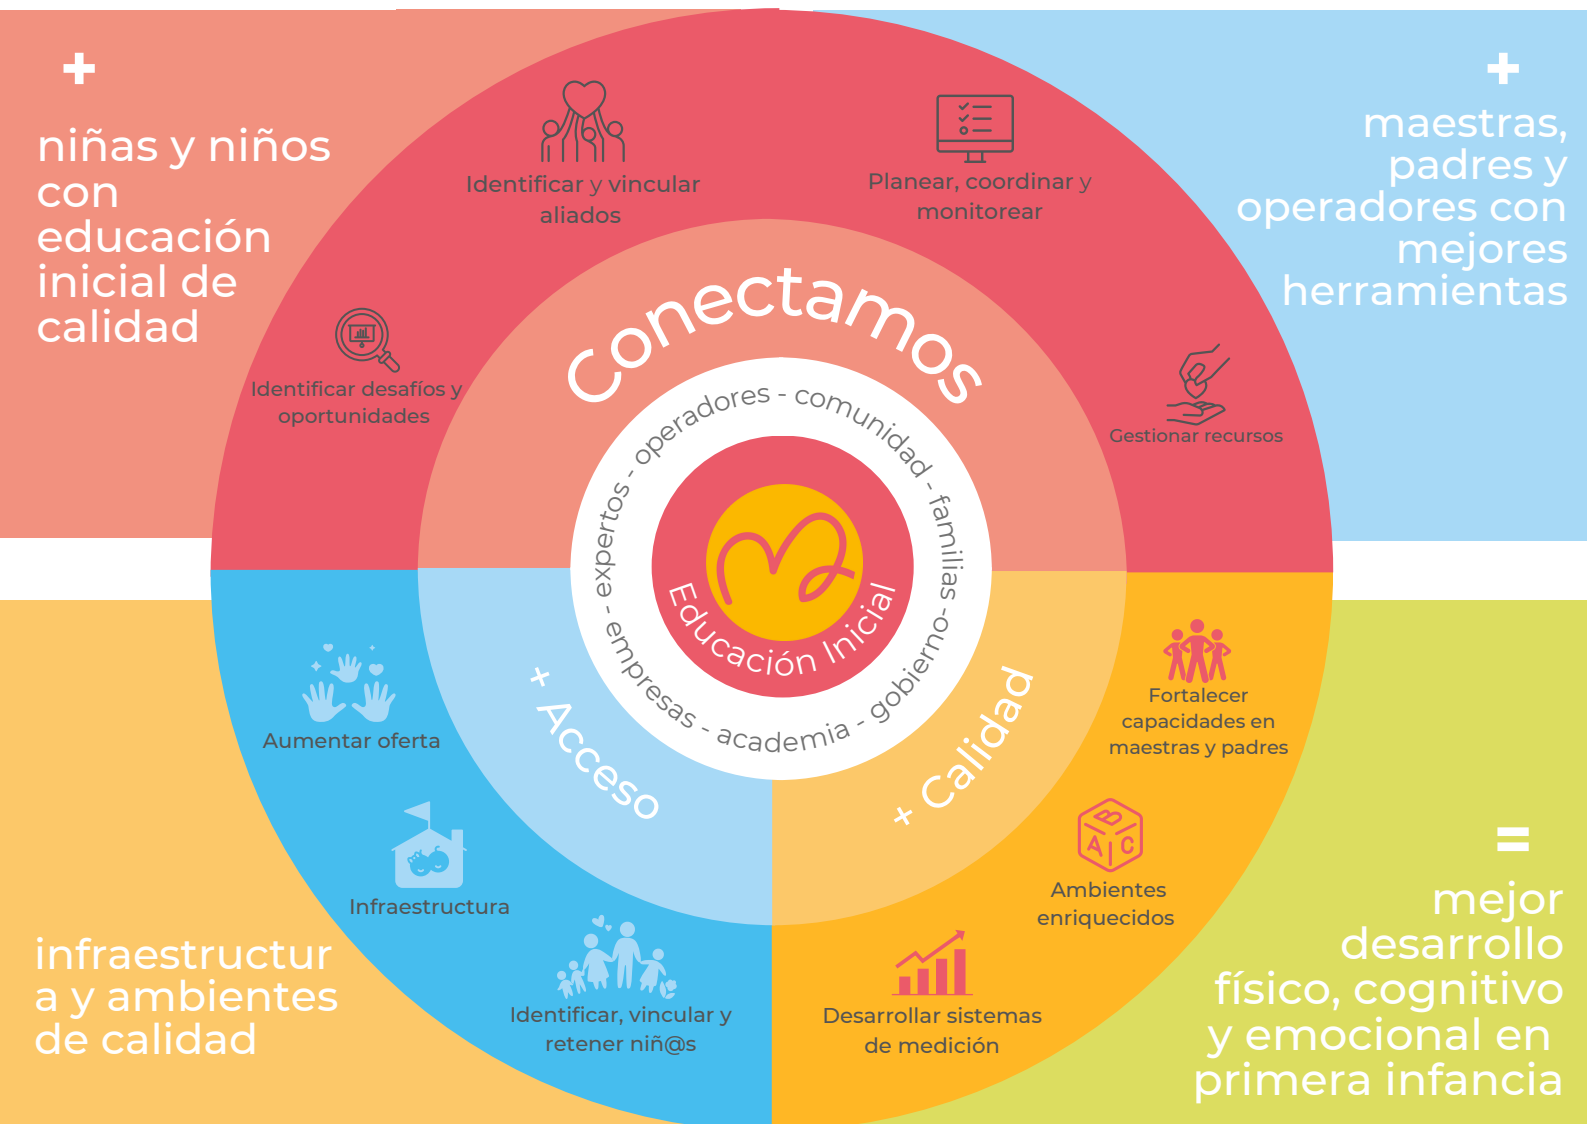 +
niñas y niños
con
educación
inicial de
calidad
+
maestras,
padres y
operadores con
mejores
herramientas
Identificar y vincular
aliados
Planear, coordinar y
monitorear
Identificar desafíos y
oportunidades
Gestionar recursos
Conectamos
expertos - operadores - comunidad - familias - gobierno - academia - empresas -
Educación Inicial
+ Acceso
+ Calidad
Aumentar oferta
Infraestructura
Identificar, vincular y
retener niñ@s
Fortalecer
capacidades en
maestras y padres
A B C
Ambientes
enriquecidos
Desarrollar sistemas
de medición
infraestructur
a y ambientes
de calidad
=
mejor
desarrollo
físico, cognitivo
y emocional en
primera infancia